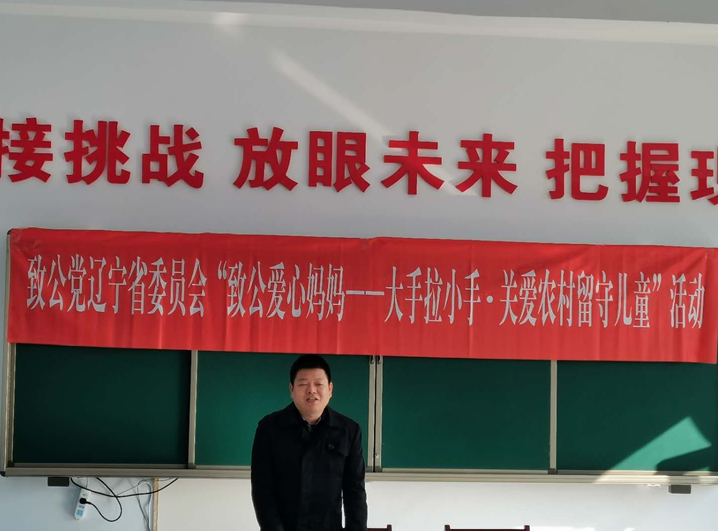 接挑战 放眼未来 把握现
致公党辽宁省委员会“致公爱心妈妈——大手拉小手·关爱农村留守儿童”活动